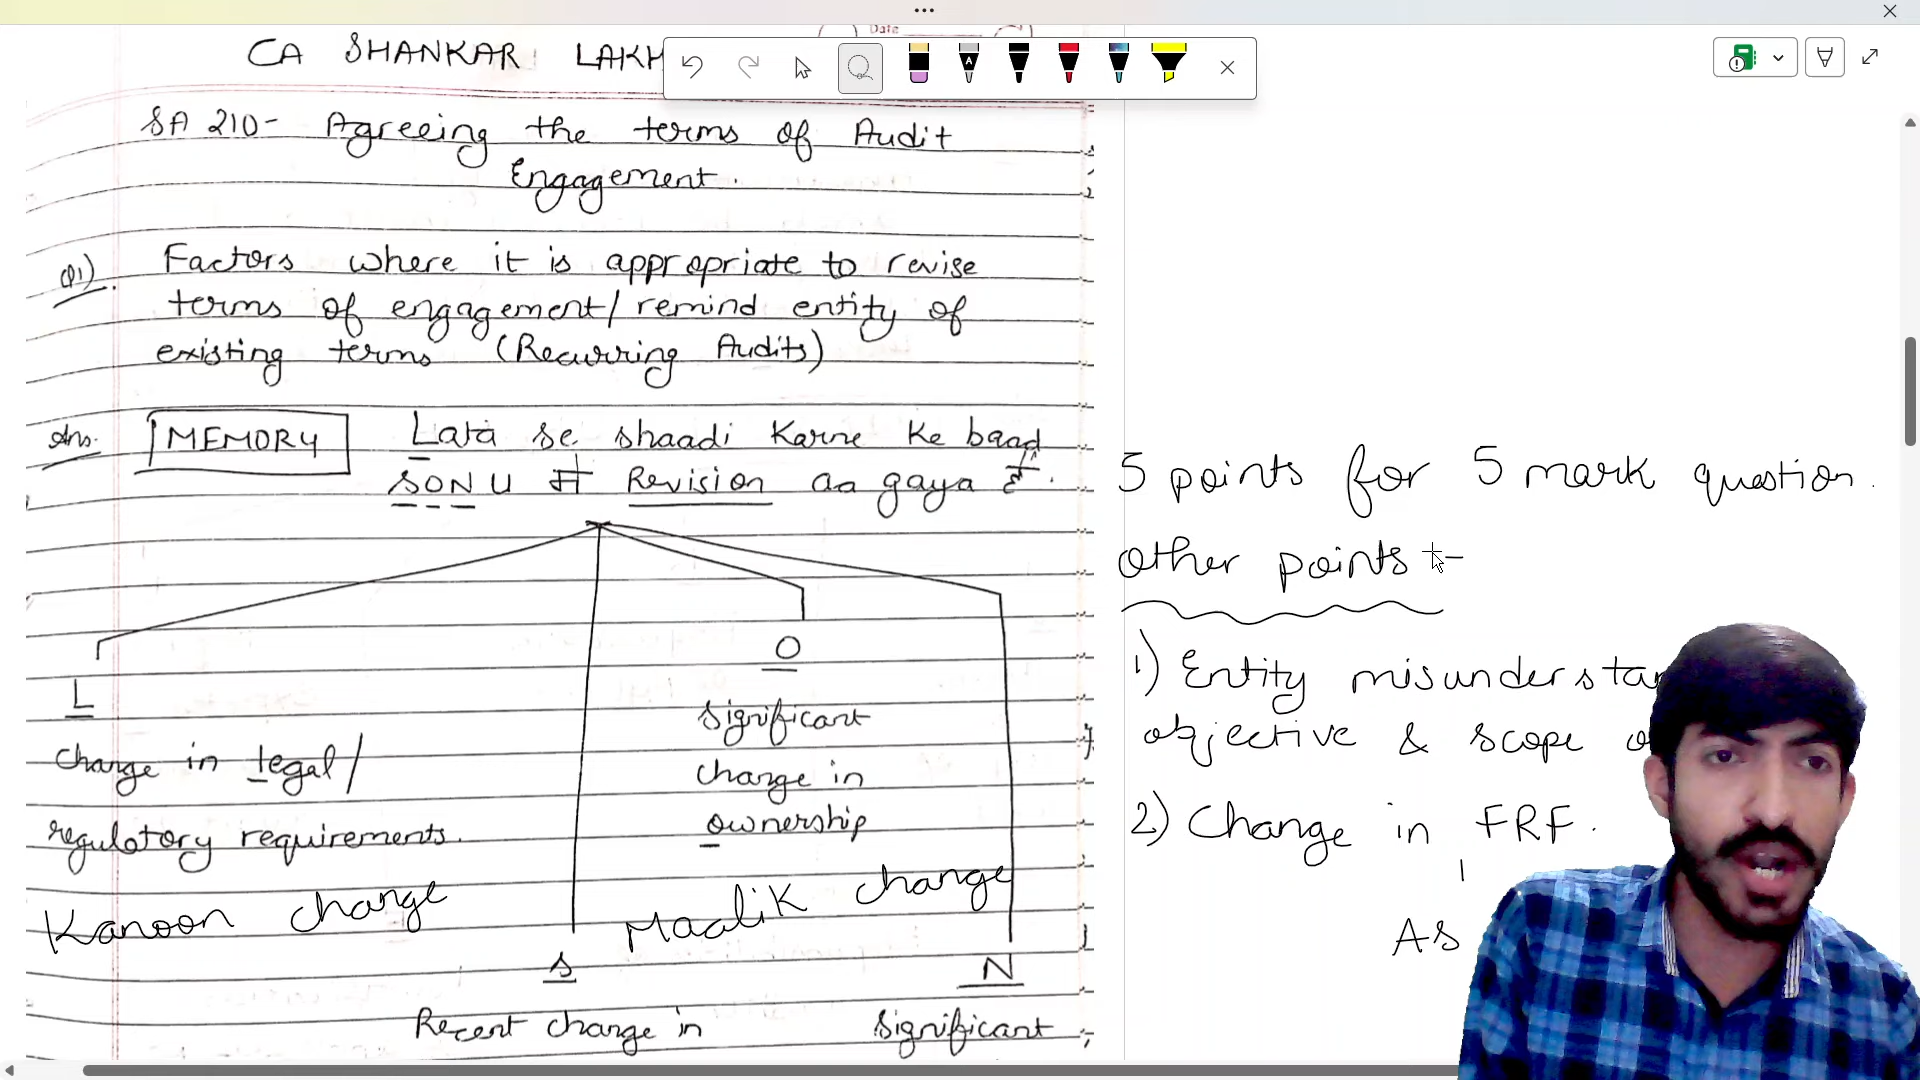 Date
CA SHANKAR LAKH
SA 210- Agreeing the terms of Audit
Engagement.
Q1). Factors where it is appropriate to revise
terms of engagement/ remind entity of
existing terms (Recurring Audits)
Ans. MEMORY Lata se shaadi Karne Ke baad
SONU में Revision aa gaya है.
L
Change in legal/
regulatory requirements.
Kanoon change
O
significant
change in
ownership
Maalik change
S
Recent change in
N
significant
5 points for 5 mark question.
other points :-
1) Entity misundersta
objective & scope o
2) Change in FRF.
AS